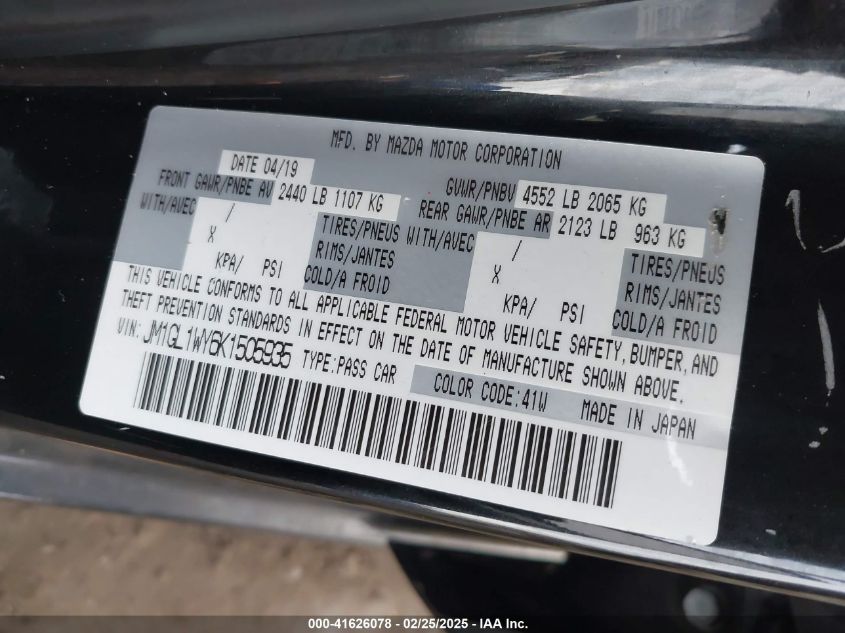 MFD. BY MAZDA MOTOR CORPORATION
DATE 04/19 GVWR/PNBV 4552 LB 2065 KG
FRONT GAWR/PNBE AV 2440 LB 1107 KG REAR GAWR/PNBE AR 2123 LB 963 KG
WITH/AVEC / TIRES/PNEUS WITH/AVEC / TIRES/PNEUS
X RIMS/JANTES X RIMS/JANTES
KPA/ PSI COLD/A FROID KPA/ PSI COLD/A FROID
THIS VEHICLE CONFORMS TO ALL APPLICABLE FEDERAL MOTOR VEHICLE SAFETY, BUMPER, AND
THEFT PREVENTION STANDARDS IN EFFECT ON THE DATE OF MANUFACTURE SHOWN ABOVE.
VIN: JM1GL1WY6K1505935 TYPE: PASS CAR COLOR CODE: 41W MADE IN JAPAN
000-41626078 - 02/25/2025 - IAA Inc.